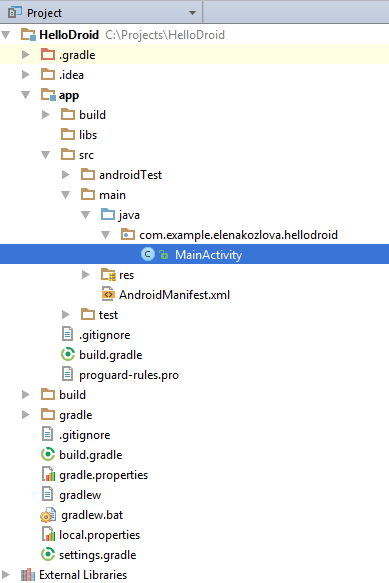 Project
HelloDroid C:\Projects\HelloDroid
.gradle
.idea
app
build
libs
src
androidTest
main
java
com.example.elenakozlova.hellodroid
C MainActivity
res
AndroidManifest.xml
test
.gitignore
build.gradle
proguard-rules.pro
build
gradle
.gitignore
build.gradle
gradle.properties
gradlew
gradlew.bat
local.properties
settings.gradle
External Libraries